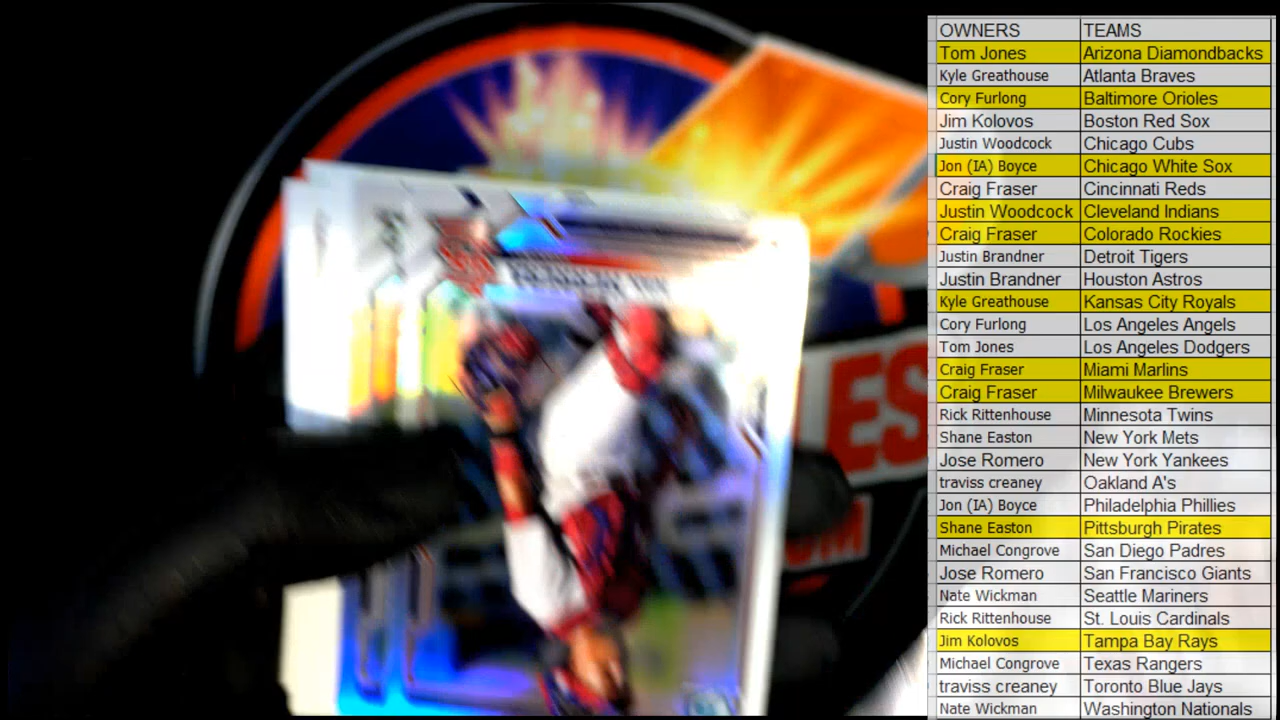 OWNERS TEAMS
Tom Jones Arizona Diamondbacks
Kyle Greathouse Atlanta Braves
Cory Furlong Baltimore Orioles
Jim Kolovos Boston Red Sox
Justin Woodcock Chicago Cubs
Jon (IA) Boyce Chicago White Sox
Craig Fraser Cincinnati Reds
Justin Woodcock Cleveland Indians
Craig Fraser Colorado Rockies
Justin Brandner Detroit Tigers
Justin Brandner Houston Astros
Kyle Greathouse Kansas City Royals
Cory Furlong Los Angeles Angels
Tom Jones Los Angeles Dodgers
Craig Fraser Miami Marlins
Craig Fraser Milwaukee Brewers
Rick Rittenhouse Minnesota Twins
Shane Easton New York Mets
Jose Romero New York Yankees
traviss creaney Oakland A's
Jon (IA) Boyce Philadelphia Phillies
Shane Easton Pittsburgh Pirates
Michael Congrove San Diego Padres
Jose Romero San Francisco Giants
Nate Wickman Seattle Mariners
Rick Rittenhouse St. Louis Cardinals
Jim Kolovos Tampa Bay Rays
Michael Congrove Texas Rangers
traviss creaney Toronto Blue Jays
Nate Wickman Washington Nationals